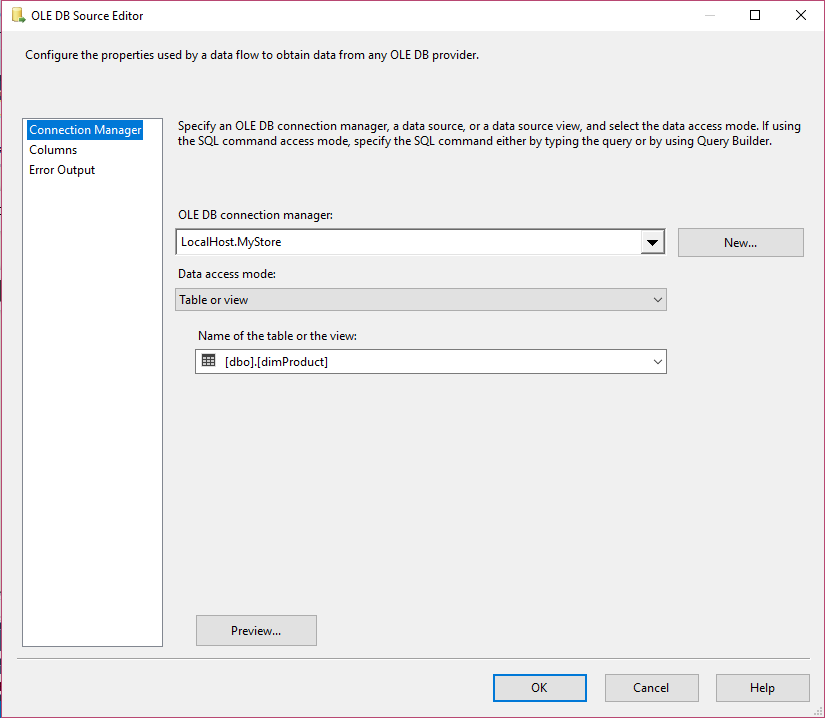 OLE DB Source Editor
Configure the properties used by a data flow to obtain data from any OLE DB provider.
Connection Manager
Columns
Error Output
Specify an OLE DB connection manager, a data source, or a data source view, and select the data access mode. If using
the SQL command access mode, specify the SQL command either by typing the query or by using Query Builder.
OLE DB connection manager:
LocalHost.MyStore
New...
Data access mode:
Table or view
Name of the table or the view:
[dbo].[dimProduct]
Preview...
OK
Cancel
Help